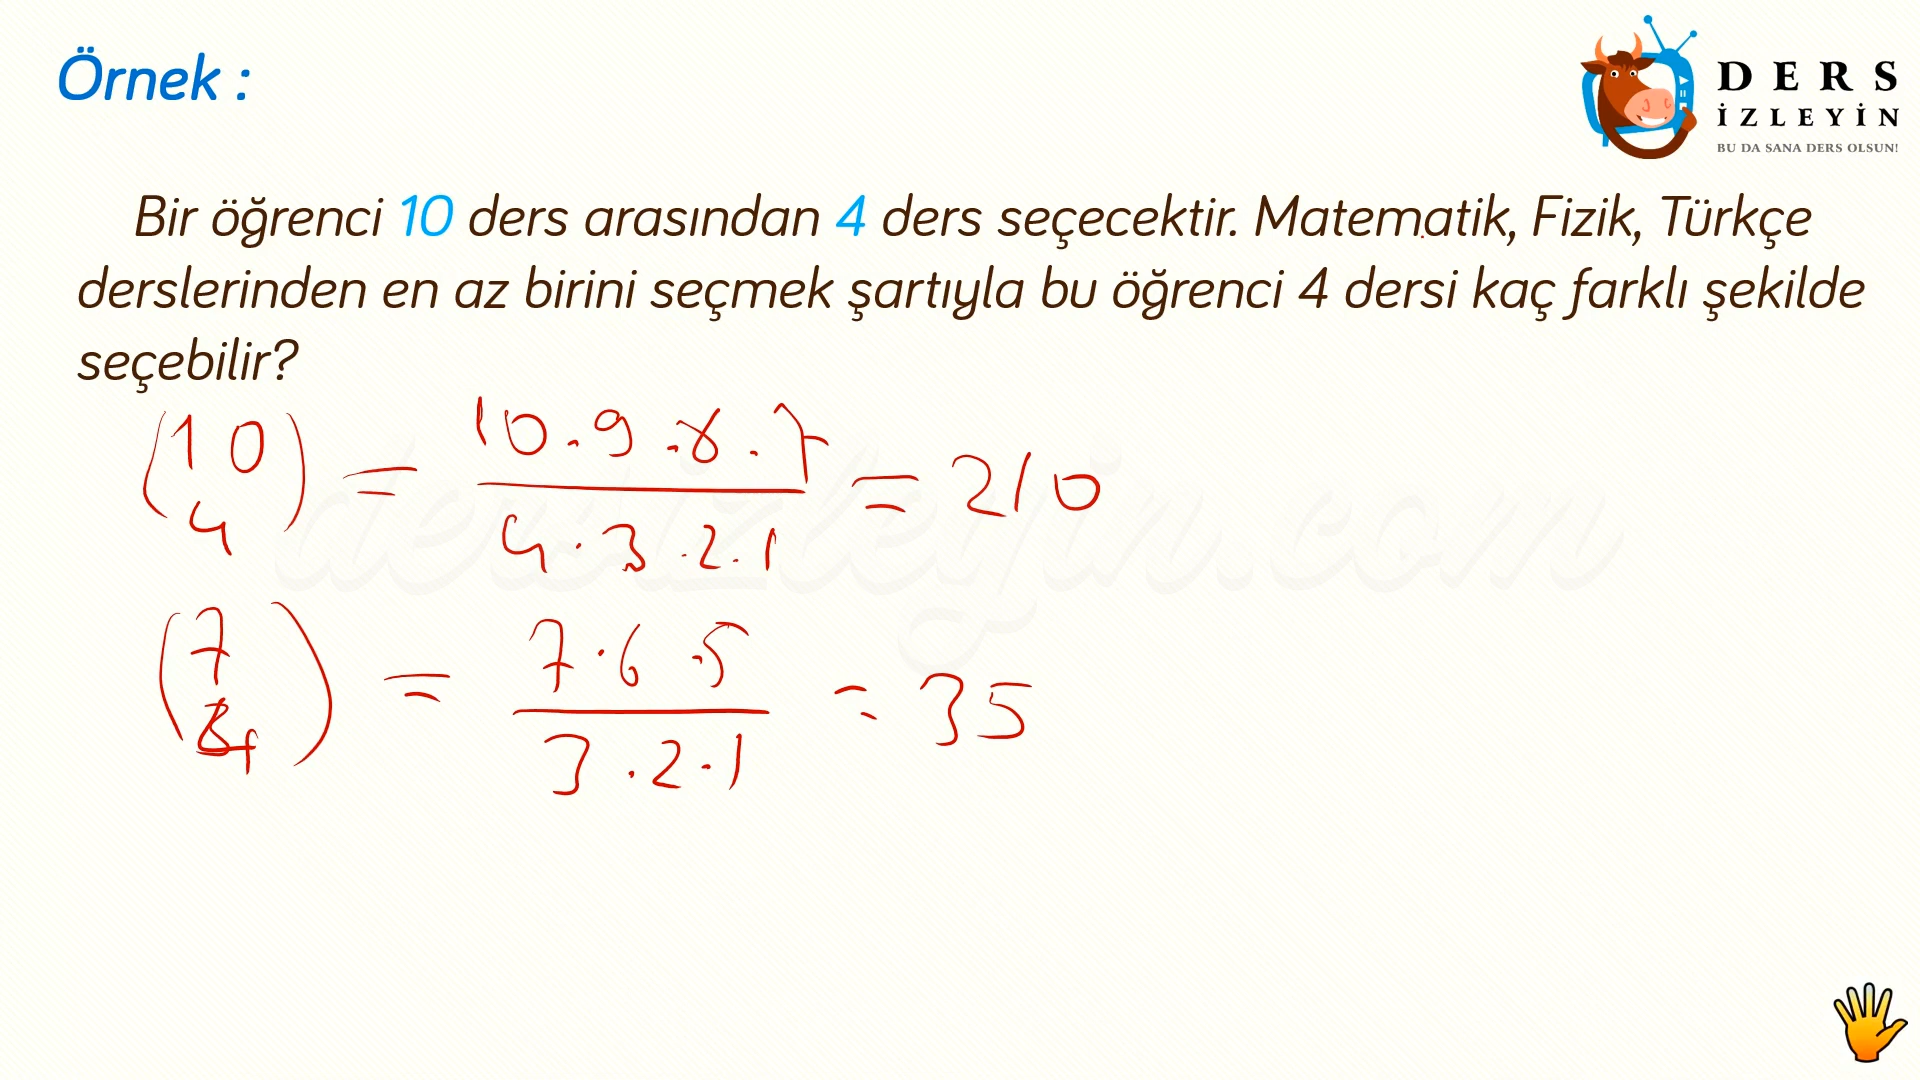 Örnek :
DERS
İZLEYİN
BU DA SANA DERS OLSUN!
Bir öğrenci 10 ders arasından 4 ders seçecektir. Matematik, Fizik, Türkçe
derslerinden en az birini seçmek şartıyla bu öğrenci 4 dersi kaç farklı şekilde
seçebilir?
(10 4) = 10.9.8.7 / 4.3.2.1 = 210
(7 4) = 7.6.5 / 3.2.1 = 35
dersizleyin.com